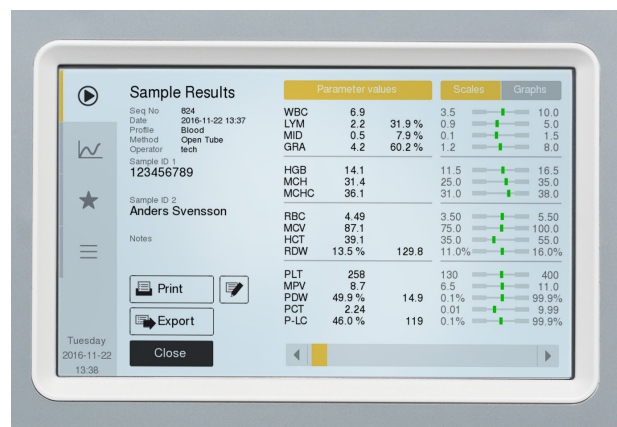 Sample Results
Seq No 824
Date 2016-11-22 13:37
Profile Blood
Method Open Tube
Operator tech
Sample ID 1
123456789
Sample ID 2
Anders Svensson
Notes
Print
Export
Close
Tuesday
2016-11-22
13:38
Parameter values Scales Graphs
WBC 6.9 3.5 10.0
LYM 2.2 31.9 % 0.9 5.0
MID 0.5 7.9 % 0.1 1.5
GRA 4.2 60.2 % 1.2 8.0
HGB 14.1 11.5 16.5
MCH 31.4 25.0 35.0
MCHC 36.1 31.0 38.0
RBC 4.49 3.50 5.50
MCV 87.1 75.0 100.0
HCT 39.1 35.0 55.0
RDW 13.5 % 129.8 11.0% 16.0%
PLT 258 130 400
MPV 8.7 6.5 11.0
PDW 49.9 % 14.9 0.1% 99.9%
PCT 2.24 0.01 9.99
P-LC 46.0 % 119 0.1% 99.9%